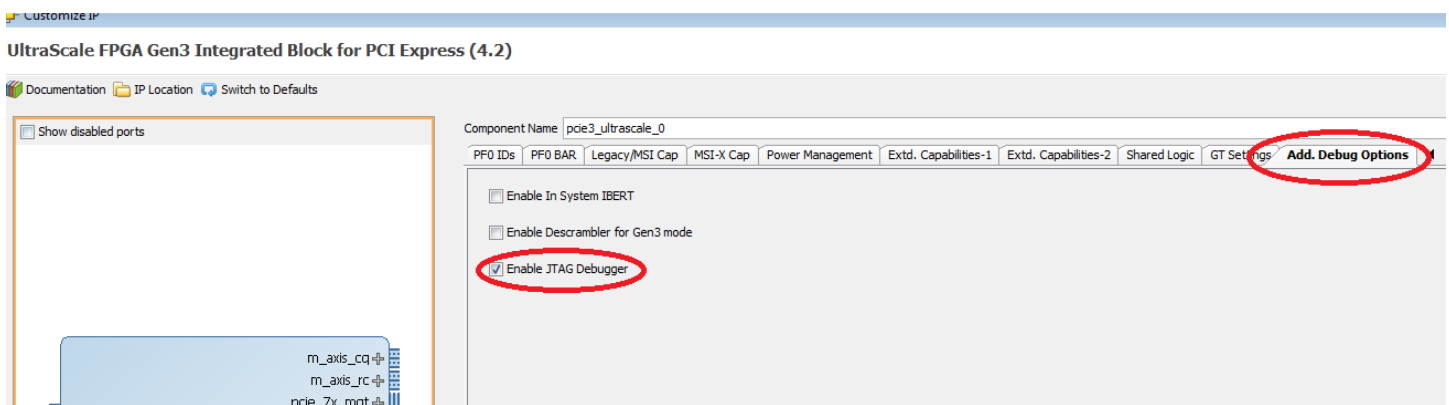 Customize IP
UltraScale FPGA Gen3 Integrated Block for PCI Express (4.2)
Documentation IP Location Switch to Defaults
Show disabled ports
Component Name pcie3_ultrascale_0
PF0 IDs PF0 BAR Legacy/MSI Cap MSI-X Cap Power Management Extd. Capabilities-1 Extd. Capabilities-2 Shared Logic GT Settings Add. Debug Options
Enable In System IBERT
Enable Descrambler for Gen3 mode
Enable JTAG Debugger
m_axis_cq
m_axis_rc
pcie_7x_mgt